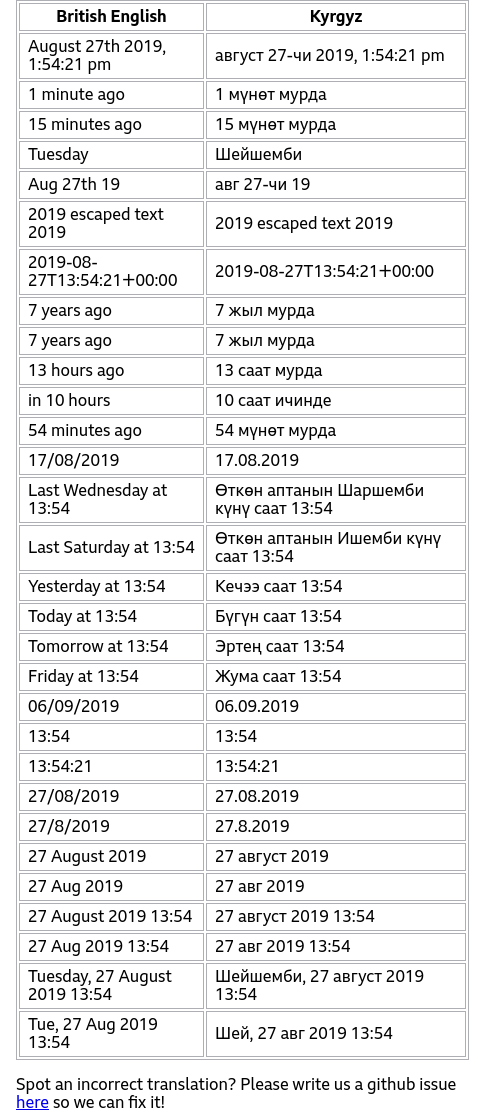 British English
Kyrgyz
August 27th 2019,
1:54:21 pm
август 27-чи 2019, 1:54:21 pm
1 minute ago
1 мүнөт мурда
15 minutes ago
15 мүнөт мурда
Tuesday
Шейшемби
Aug 27th 19
авг 27-чи 19
2019 escaped text
2019
2019 escaped text 2019
2019-08-
27T13:54:21+00:00
2019-08-27T13:54:21+00:00
7 years ago
7 жыл мурда
7 years ago
7 жыл мурда
13 hours ago
13 саат мурда
in 10 hours
10 саат ичинде
54 minutes ago
54 мүнөт мурда
17/08/2019
17.08.2019
Last Wednesday at
13:54
Өткөн аптанын Шаршемби
күнү саат 13:54
Last Saturday at 13:54
Өткөн аптанын Ишемби күнү
саат 13:54
Yesterday at 13:54
Кечээ саат 13:54
Today at 13:54
Бүгүн саат 13:54
Tomorrow at 13:54
Эртең саат 13:54
Friday at 13:54
Жума саат 13:54
06/09/2019
06.09.2019
13:54
13:54
13:54:21
13:54:21
27/08/2019
27.08.2019
27/8/2019
27.8.2019
27 August 2019
27 август 2019
27 Aug 2019
27 авг 2019
27 August 2019 13:54
27 август 2019 13:54
27 Aug 2019 13:54
27 авг 2019 13:54
Tuesday, 27 August
2019 13:54
Шейшемби, 27 август 2019
13:54
Tue, 27 Aug 2019
13:54
Шей, 27 авг 2019 13:54
Spot an incorrect translation? Please write us a github issue
here so we can fix it!